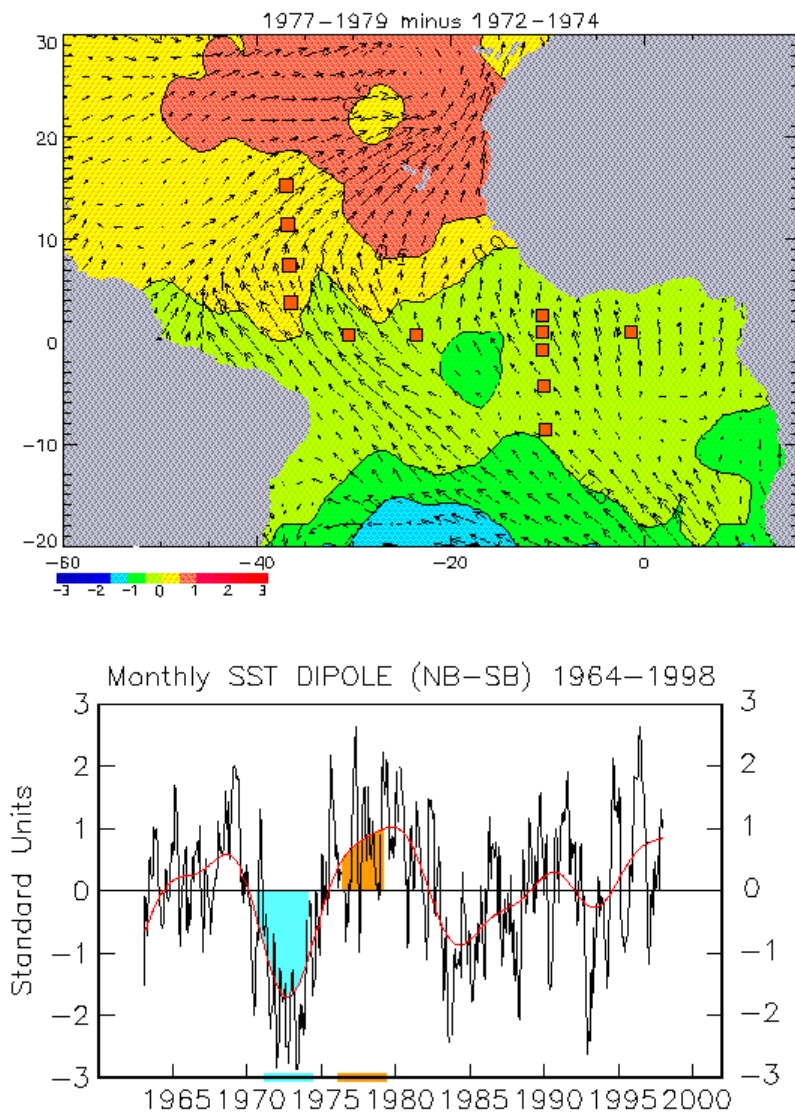 1977-1979 minus 1972-1974
30
20
10
0
-10
-20
-60 -40 -20 0
-3 -2 -1 0 1 2 3
Monthly SST DIPOLE (NB-SB) 1964-1998
3 3
2 2
1 1
0 0
-1 -1
-2 -2
-3 -3
Standard Units
1965 1970 1975 1980 1985 1990 1995 2000